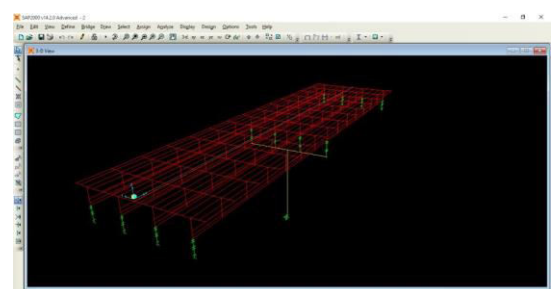 SAP2000 v14.2.0 Advanced - 2
File Edit View Define Bridge Draw Select Assign Analyze Display Design Options Tools Help
3-D View